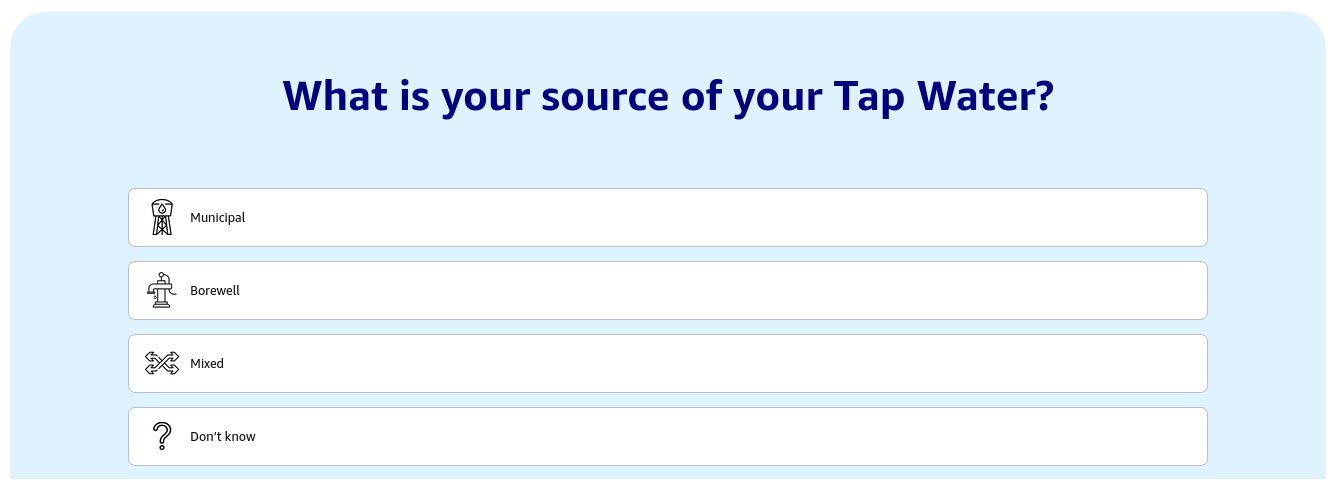 What is your source of your Tap Water?
Municipal
Borewell
Mixed
Don't know